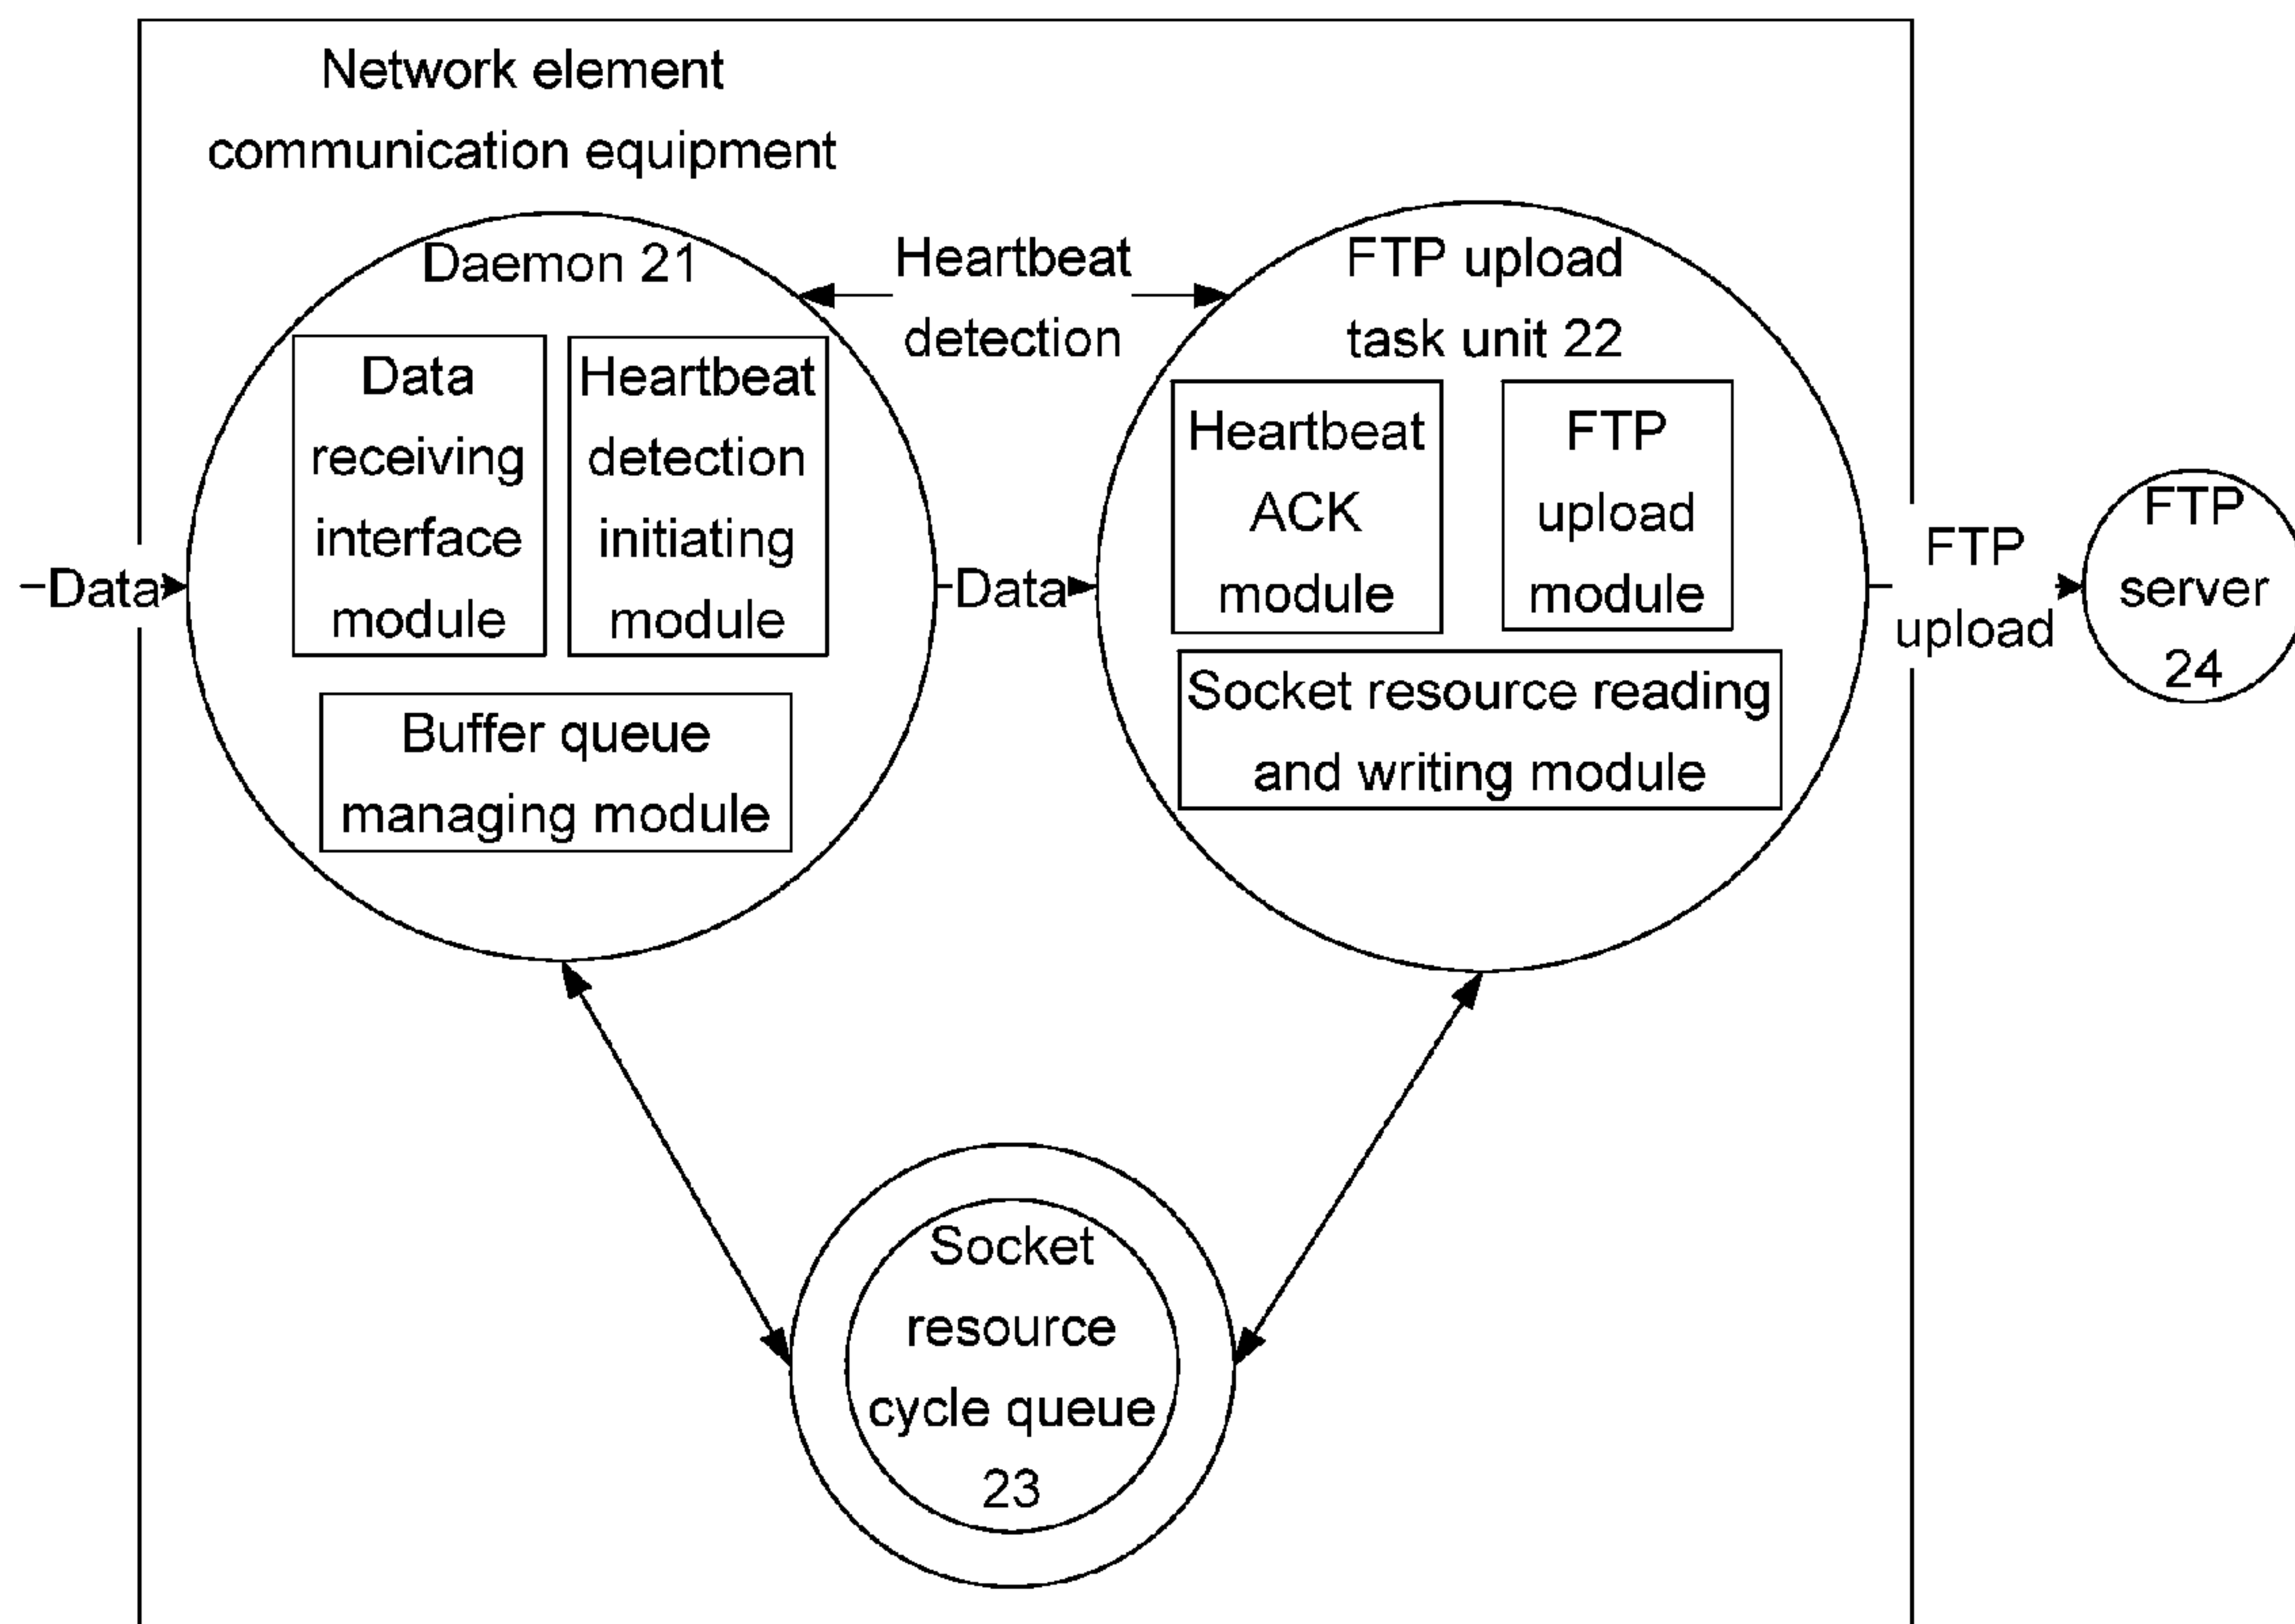 Network element
communication equipment
Daemon 21
Heartbeat
detection
FTP upload
task unit 22
Data
receiving
interface
module
Heartbeat
detection
initiating
module
Buffer queue
managing module
Heartbeat
ACK
module
FTP
upload
module
Socket resource reading
and writing module
Data
Data
FTP
upload
FTP
server
24
Socket
resource
cycle queue
23